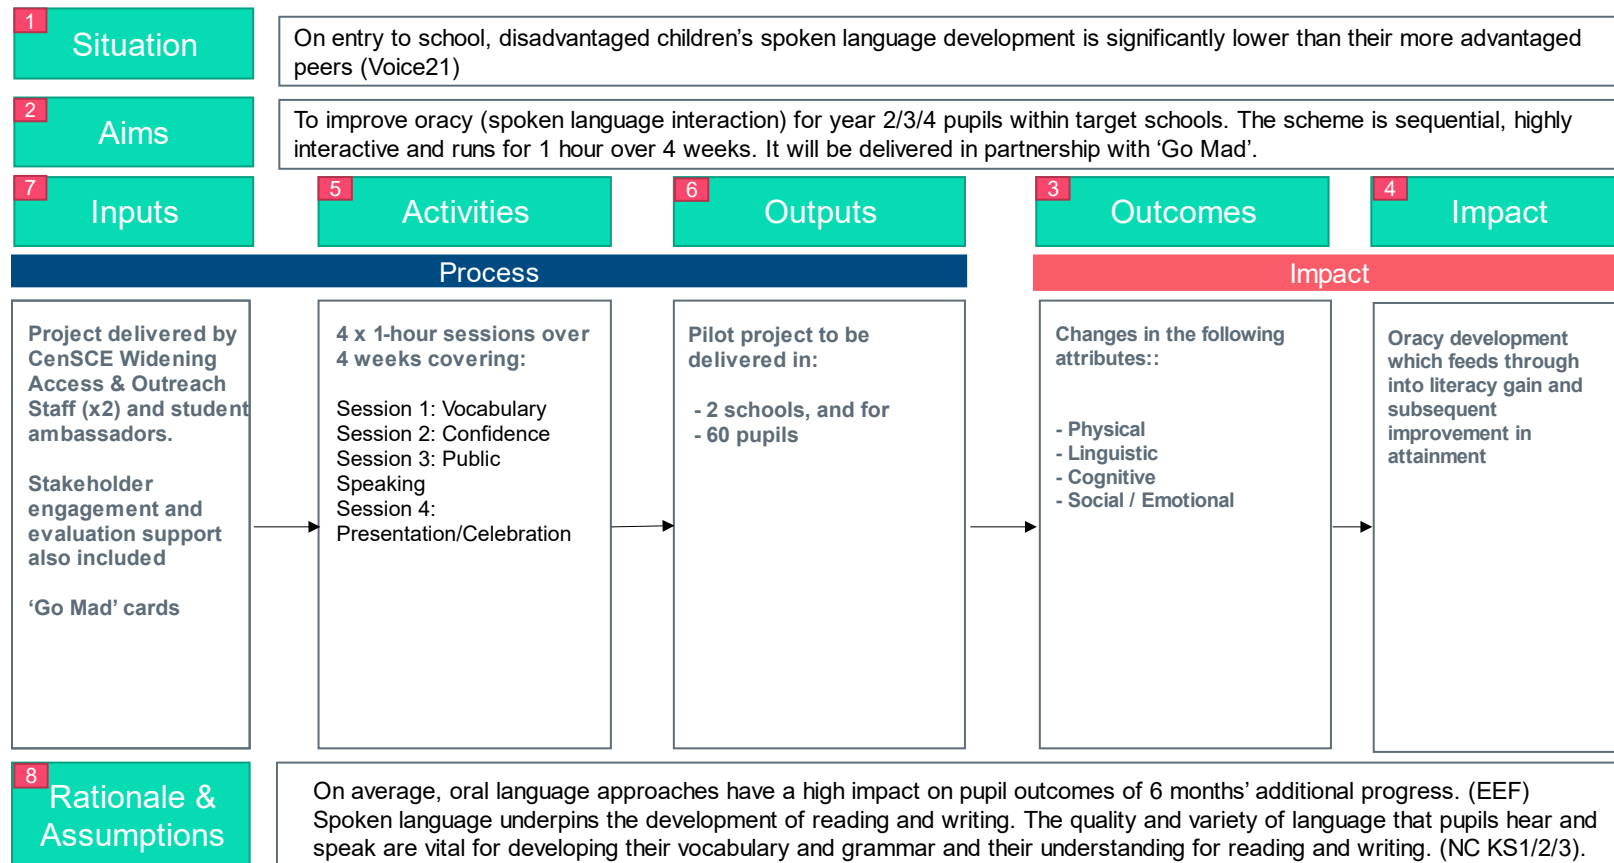 1
Situation
On entry to school, disadvantaged children’s spoken language development is significantly lower than their more advantaged
peers (Voice21)
2
Aims
To improve oracy (spoken language interaction) for year 2/3/4 pupils within target schools. The scheme is sequential, highly
interactive and runs for 1 hour over 4 weeks. It will be delivered in partnership with ‘Go Mad’.
7
Inputs
5
Activities
6
Outputs
3
Outcomes
4
Impact
Process
Impact
Project delivered by
CenSCE Widening
Access & Outreach
Staff (x2) and student
ambassadors.
Stakeholder
engagement and
evaluation support
also included
‘Go Mad’ cards
4 x 1-hour sessions over
4 weeks covering:
Session 1: Vocabulary
Session 2: Confidence
Session 3: Public
Speaking
Session 4:
Presentation/Celebration
Pilot project to be
delivered in:
- 2 schools, and for
- 60 pupils
Changes in the following
attributes::
- Physical
- Linguistic
- Cognitive
- Social / Emotional
Oracy development
which feeds through
into literacy gain and
subsequent
improvement in
attainment
8
Rationale &
Assumptions
On average, oral language approaches have a high impact on pupil outcomes of 6 months’ additional progress. (EEF)
Spoken language underpins the development of reading and writing. The quality and variety of language that pupils hear and
speak are vital for developing their vocabulary and grammar and their understanding for reading and writing. (NC KS1/2/3).